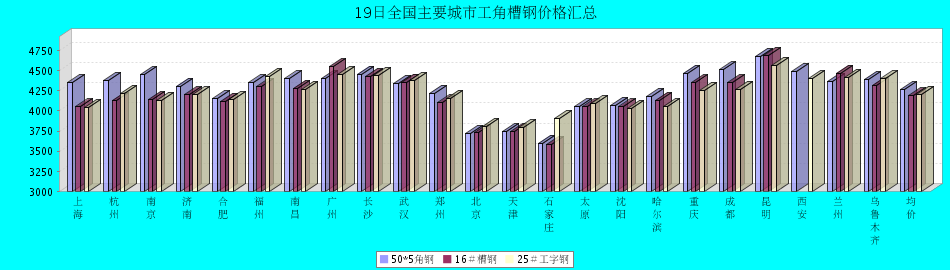 19日全国主要城市工角槽钢价格汇总
4750
4500
4250
4000
3750
3500
3250
3000
上海
杭州
南京
济南
合肥
福州
南昌
广州
长沙
武汉
郑州
北京
天津
石家庄
太原
沈阳
哈尔滨
重庆
成都
昆明
西安
兰州
乌鲁木齐
均价
50*5角钢
16#槽钢
25#工字钢